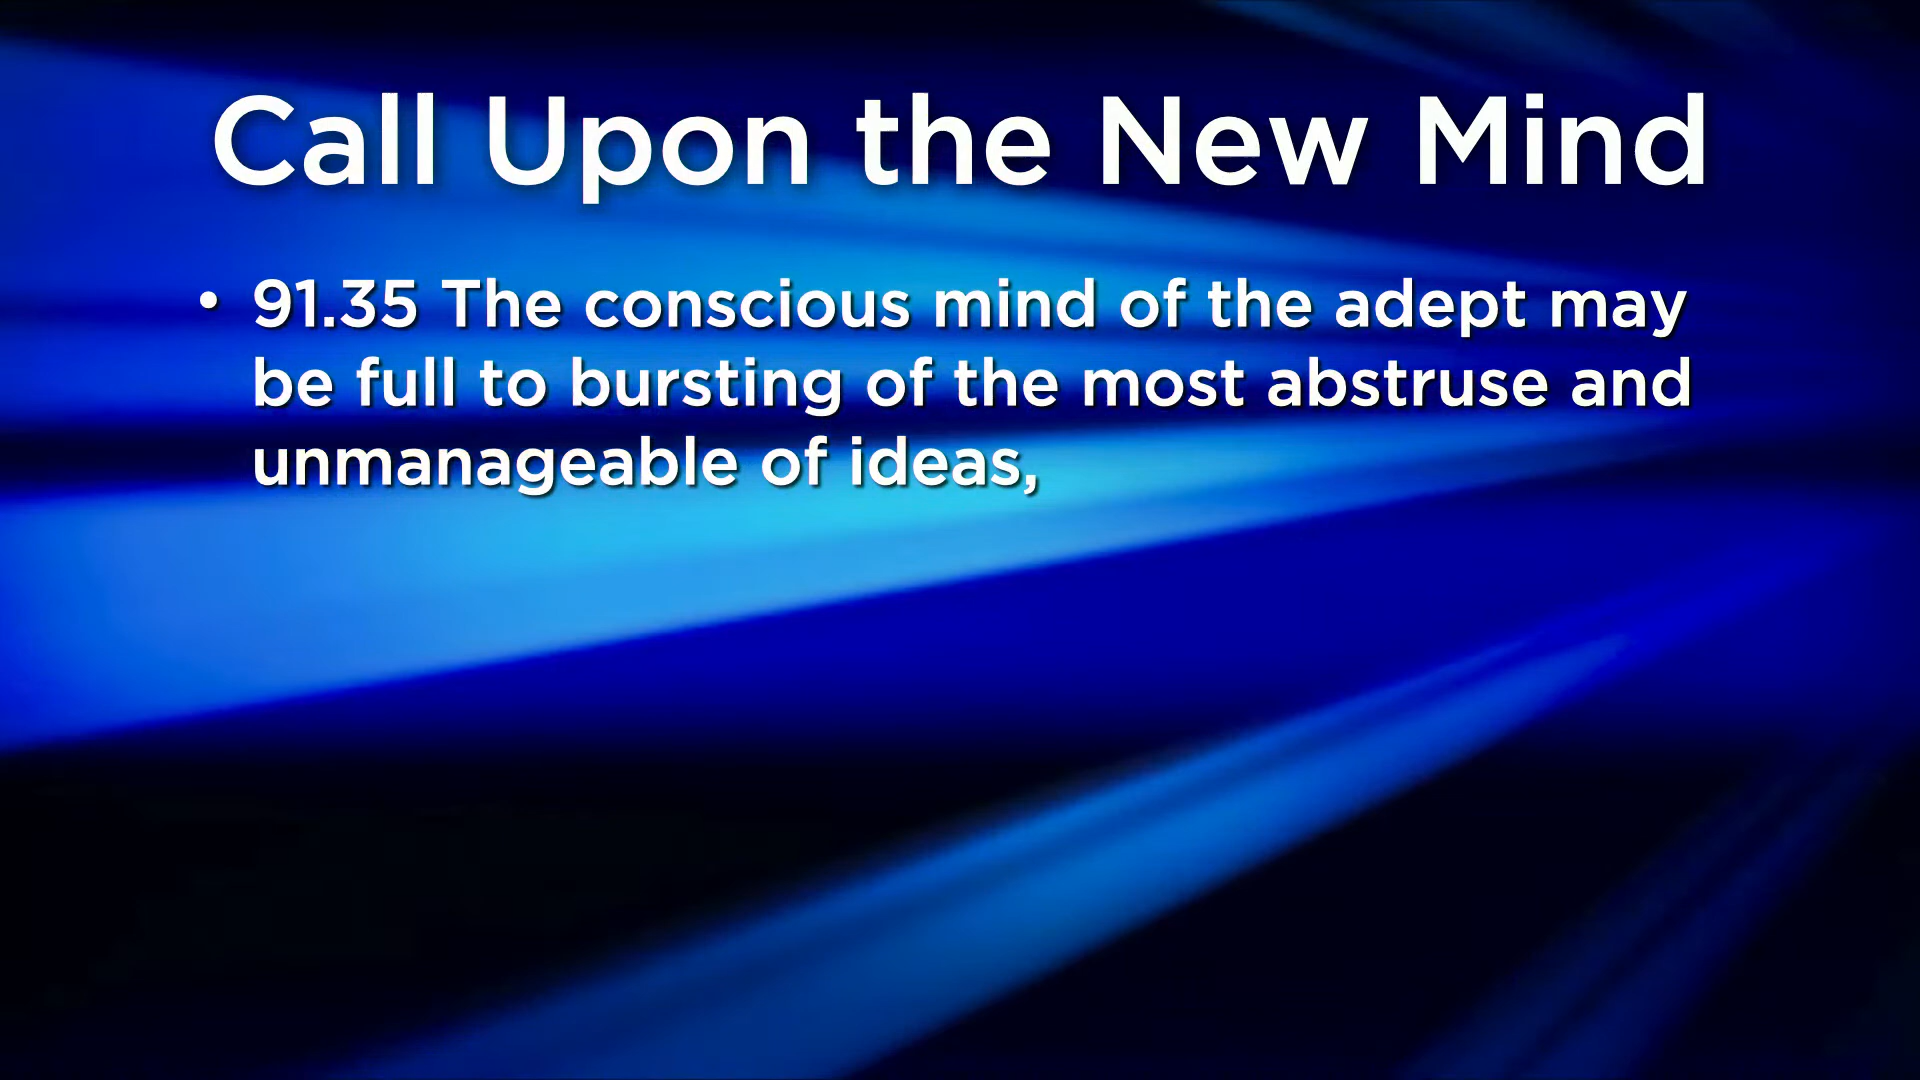 Call Upon the New Mind
• 91.35 The conscious mind of the adept may
be full to bursting of the most abstruse and
unmanageable of ideas,